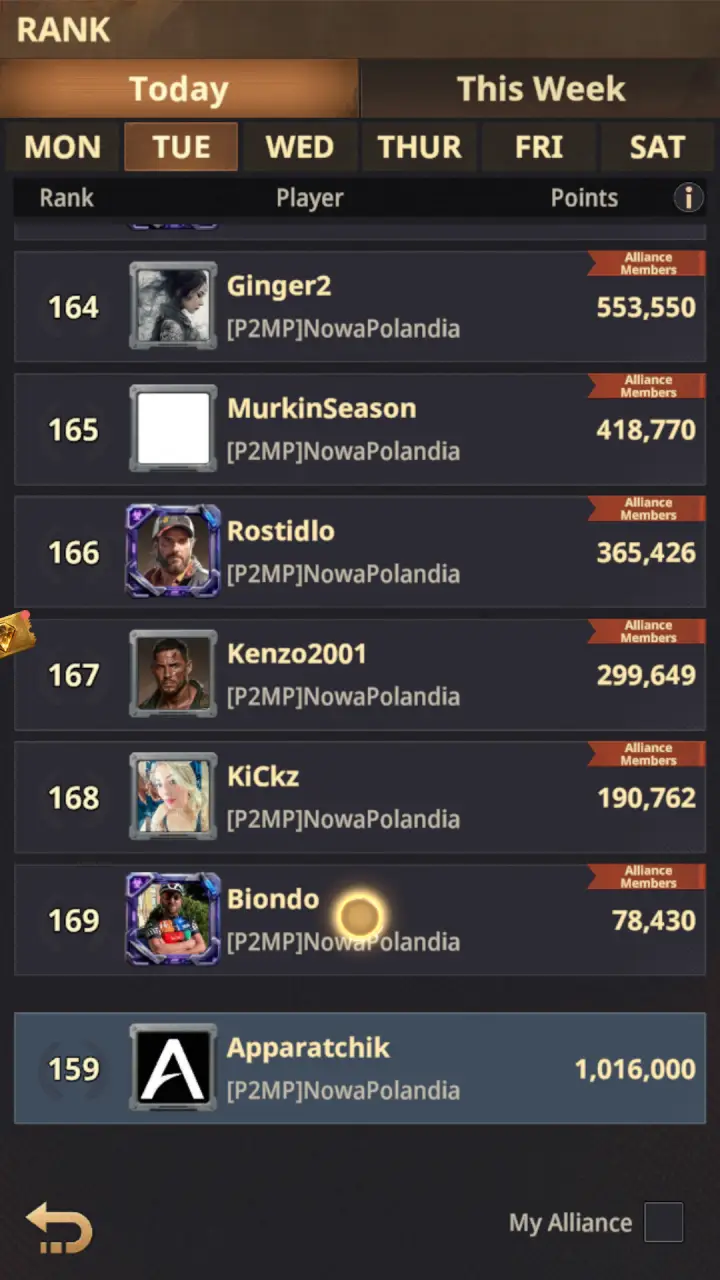 RANK
Today
This Week
MON
TUE
WED
THUR
FRI
SAT
Rank
Player
Points
i
Alliance
Members
164
Ginger2
[P2MP]NowaPolandia
553,550
Alliance
Members
165
MurkinSeason
[P2MP]NowaPolandia
418,770
Alliance
Members
166
Rostidlo
[P2MP]NowaPolandia
365,426
Alliance
Members
167
Kenzo2001
[P2MP]NowaPolandia
299,649
Alliance
Members
168
KiCkz
[P2MP]NowaPolandia
190,762
Alliance
Members
169
Biondo
[P2MP]NowaPolandia
78,430
159
Apparatchik
[P2MP]NowaPolandia
1,016,000
My Alliance